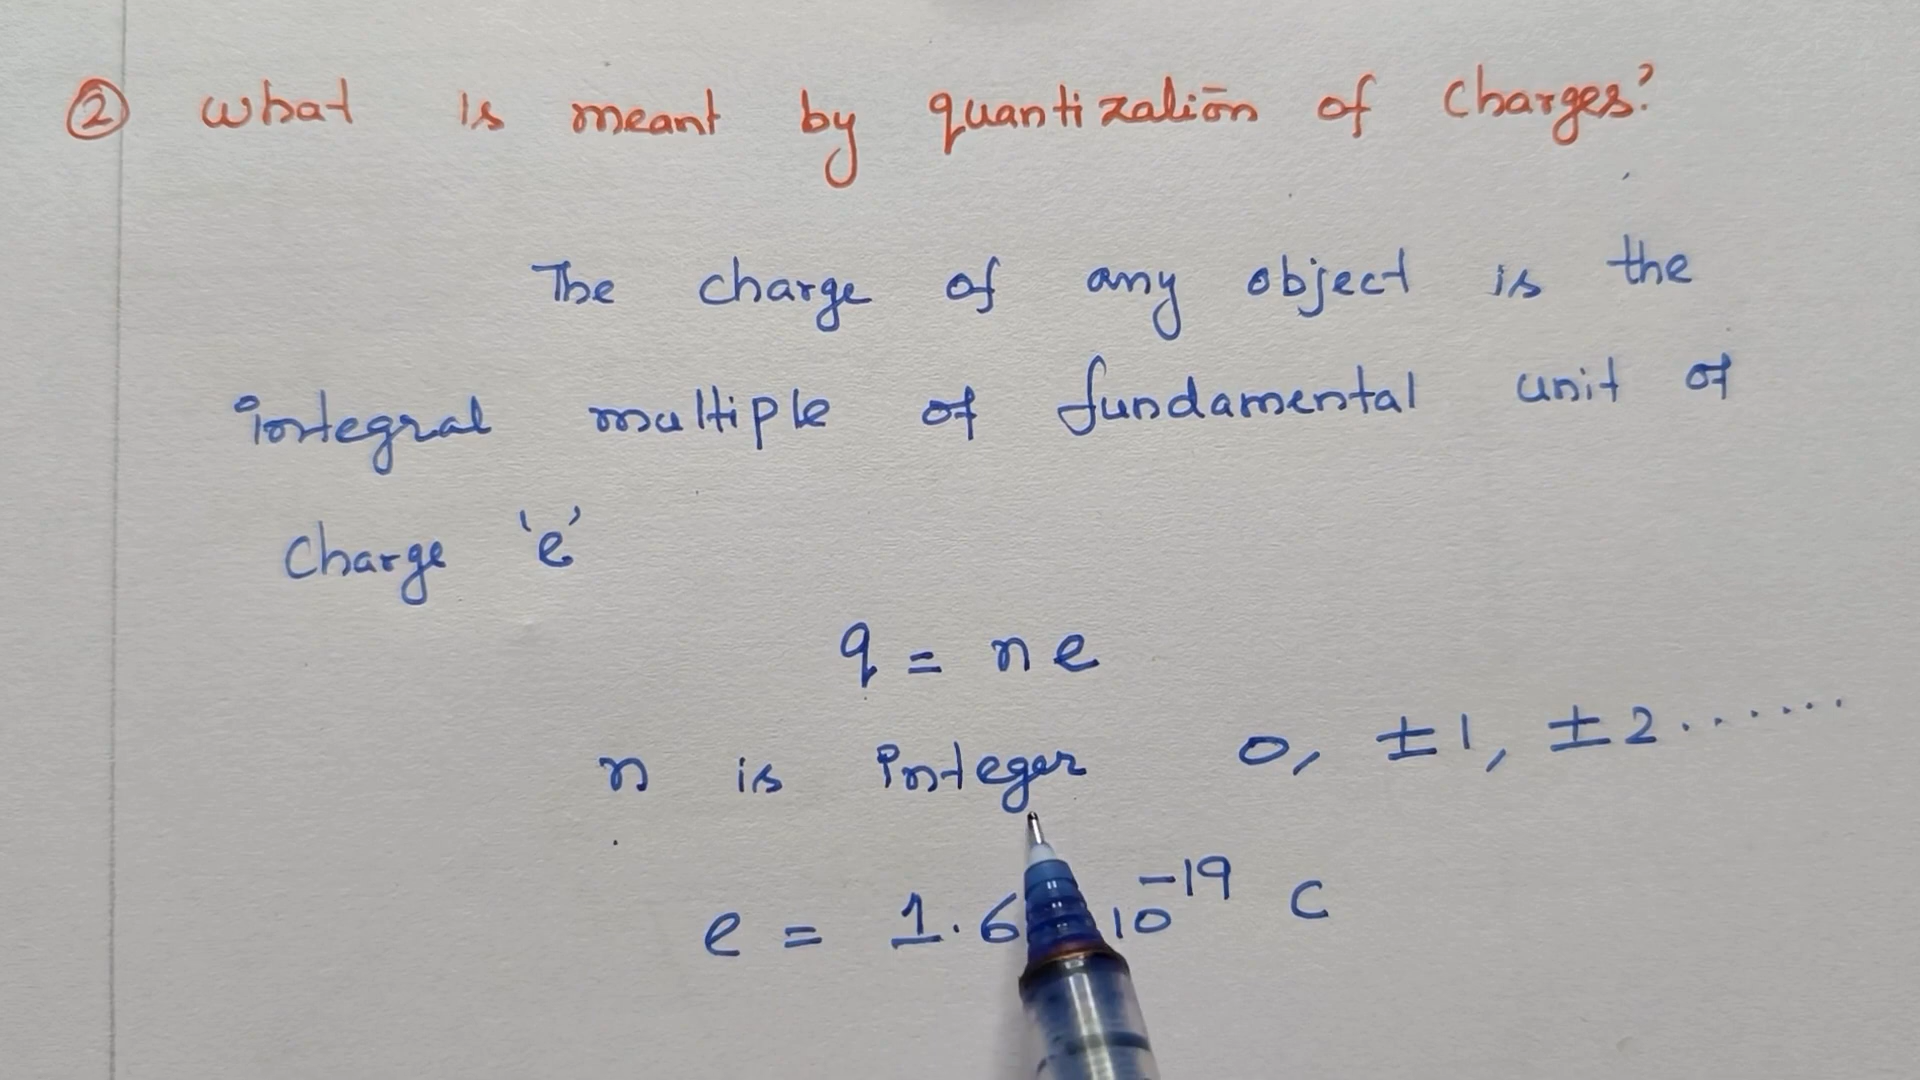 ② What is meant by quantization of charges?
The charge of any object is the
integral multiple of fundamental unit of
Charge 'e'
q = ne
n is integer 0, ±1, ±2.......
e = 1.6 10⁻¹⁹ C